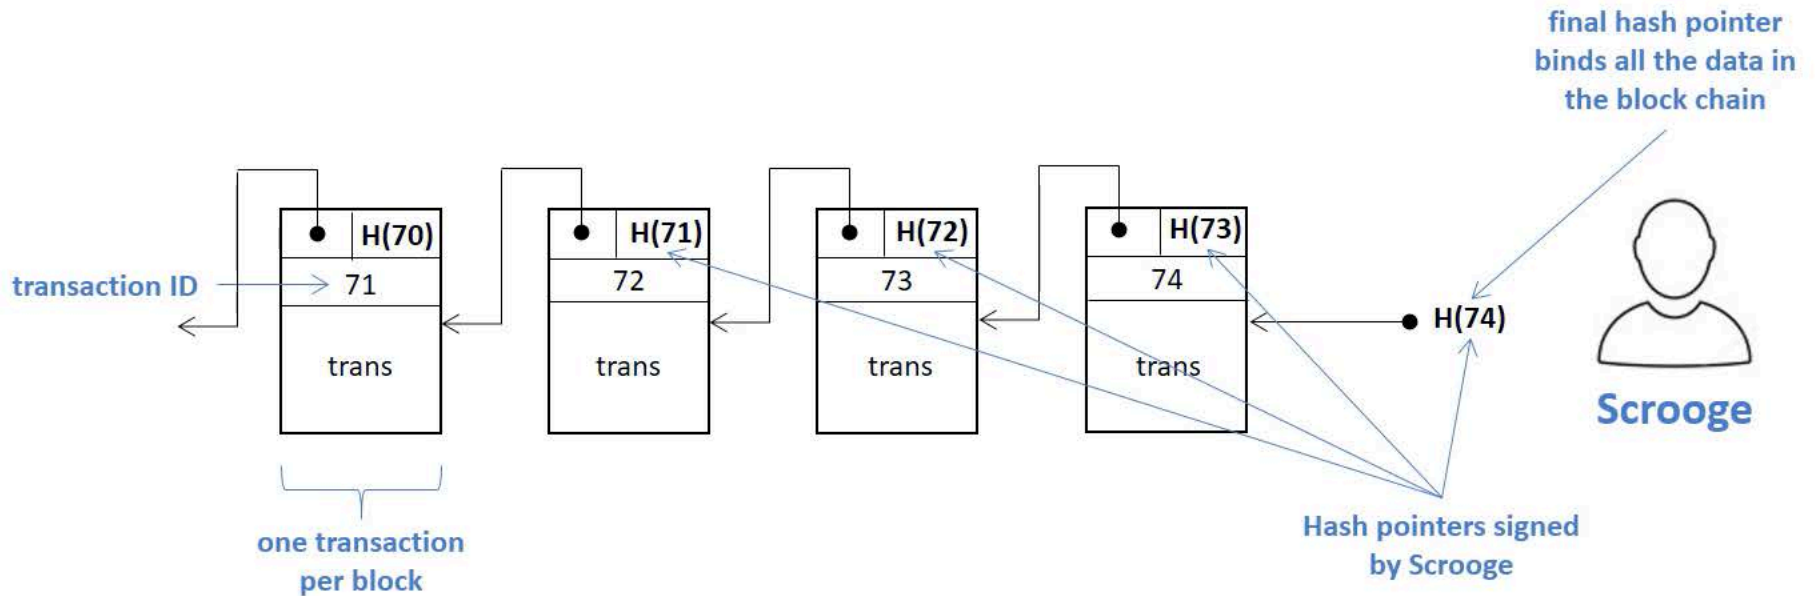 final hash pointer
binds all the data in
the block chain
H(70)
H(71)
H(72)
H(73)
transaction ID
71
72
73
74
H(74)
trans
trans
trans
trans
Scrooge
one transaction
per block
Hash pointers signed
by Scrooge